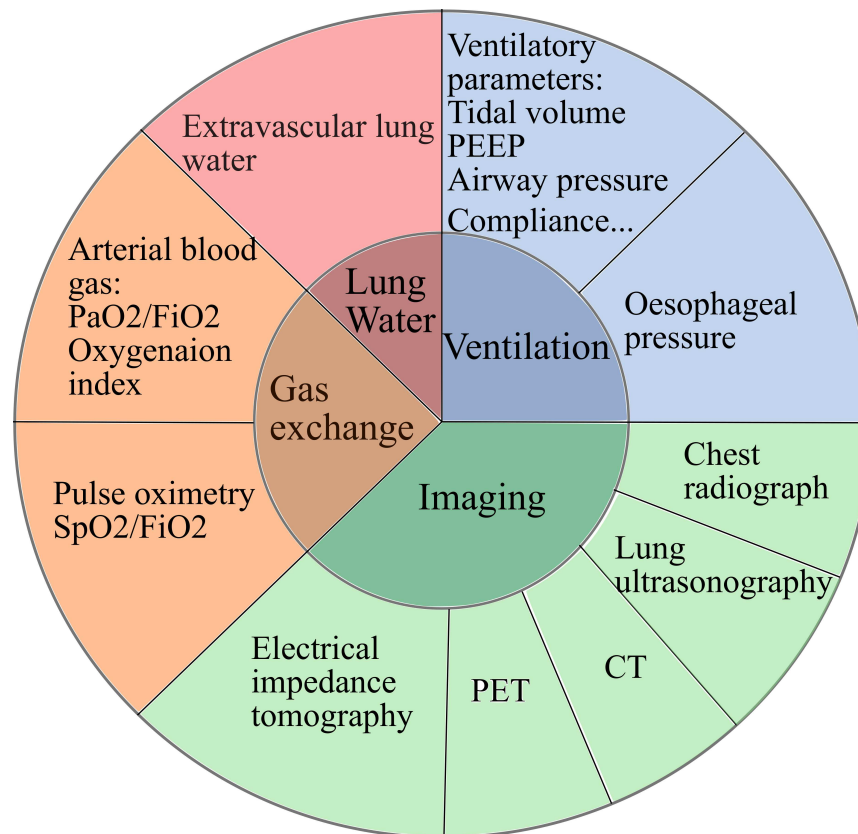 Ventilatory
parameters:
Tidal volume
PEEP
Airway pressure
Compliance...
Extravascular lung
water
Arterial blood
gas:
PaO2/FiO2
Oxygenaion
index
Lung
Water
Ventilation
Oesophageal
pressure
Gas
exchange
Imaging
Chest
radiograph
Pulse oximetry
SpO2/FiO2
Lung
ultrasonography
Electrical
impedance
tomography
PET
CT